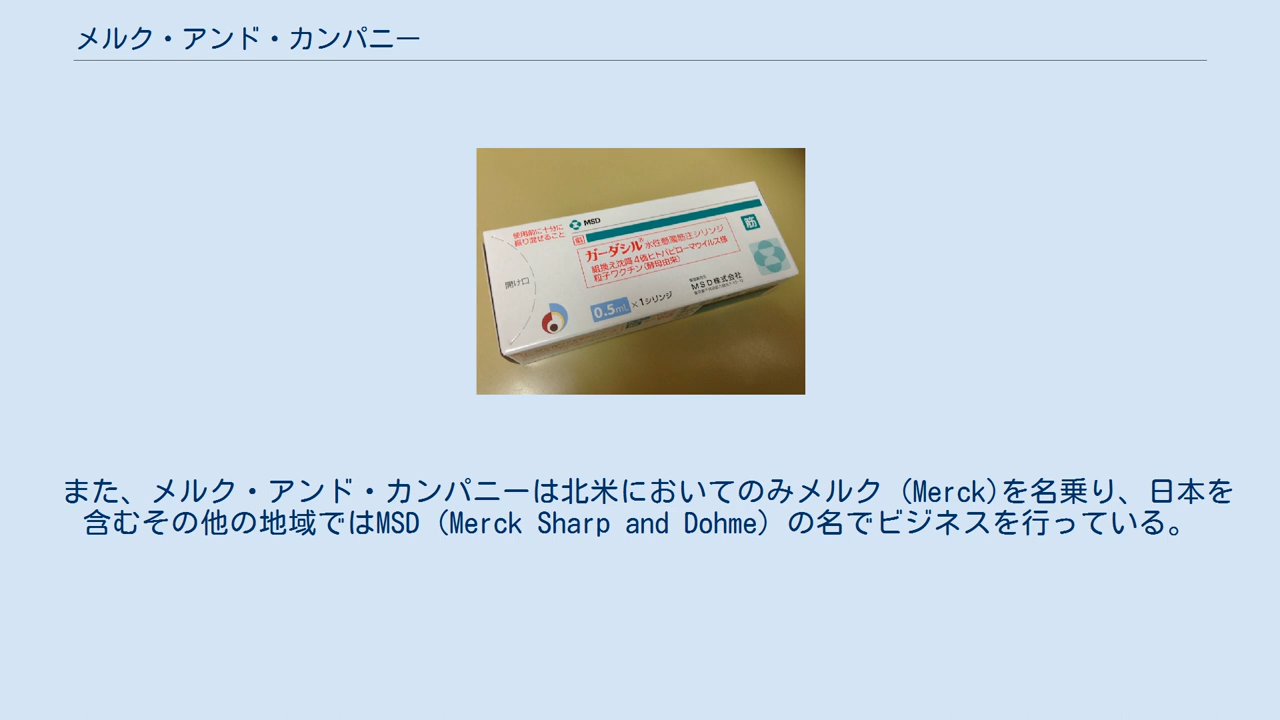 メルク・アンド・カンパニー
使用前に十分に
振り混ぜること
MSD
ガーダシル® 水性懸濁筋注シリンジ
組換え沈降4価ヒトパピローマウイルス様
粒子ワクチン(酵母由来)
筋
開け口
0.5mL×1シリンジ
MSD株式会社
また、メルク・アンド・カンパニーは北米においてのみメルク (Merck)を名乗り、日本を
含むその他の地域ではMSD (Merck Sharp and Dohme) の名でビジネスを行っている。